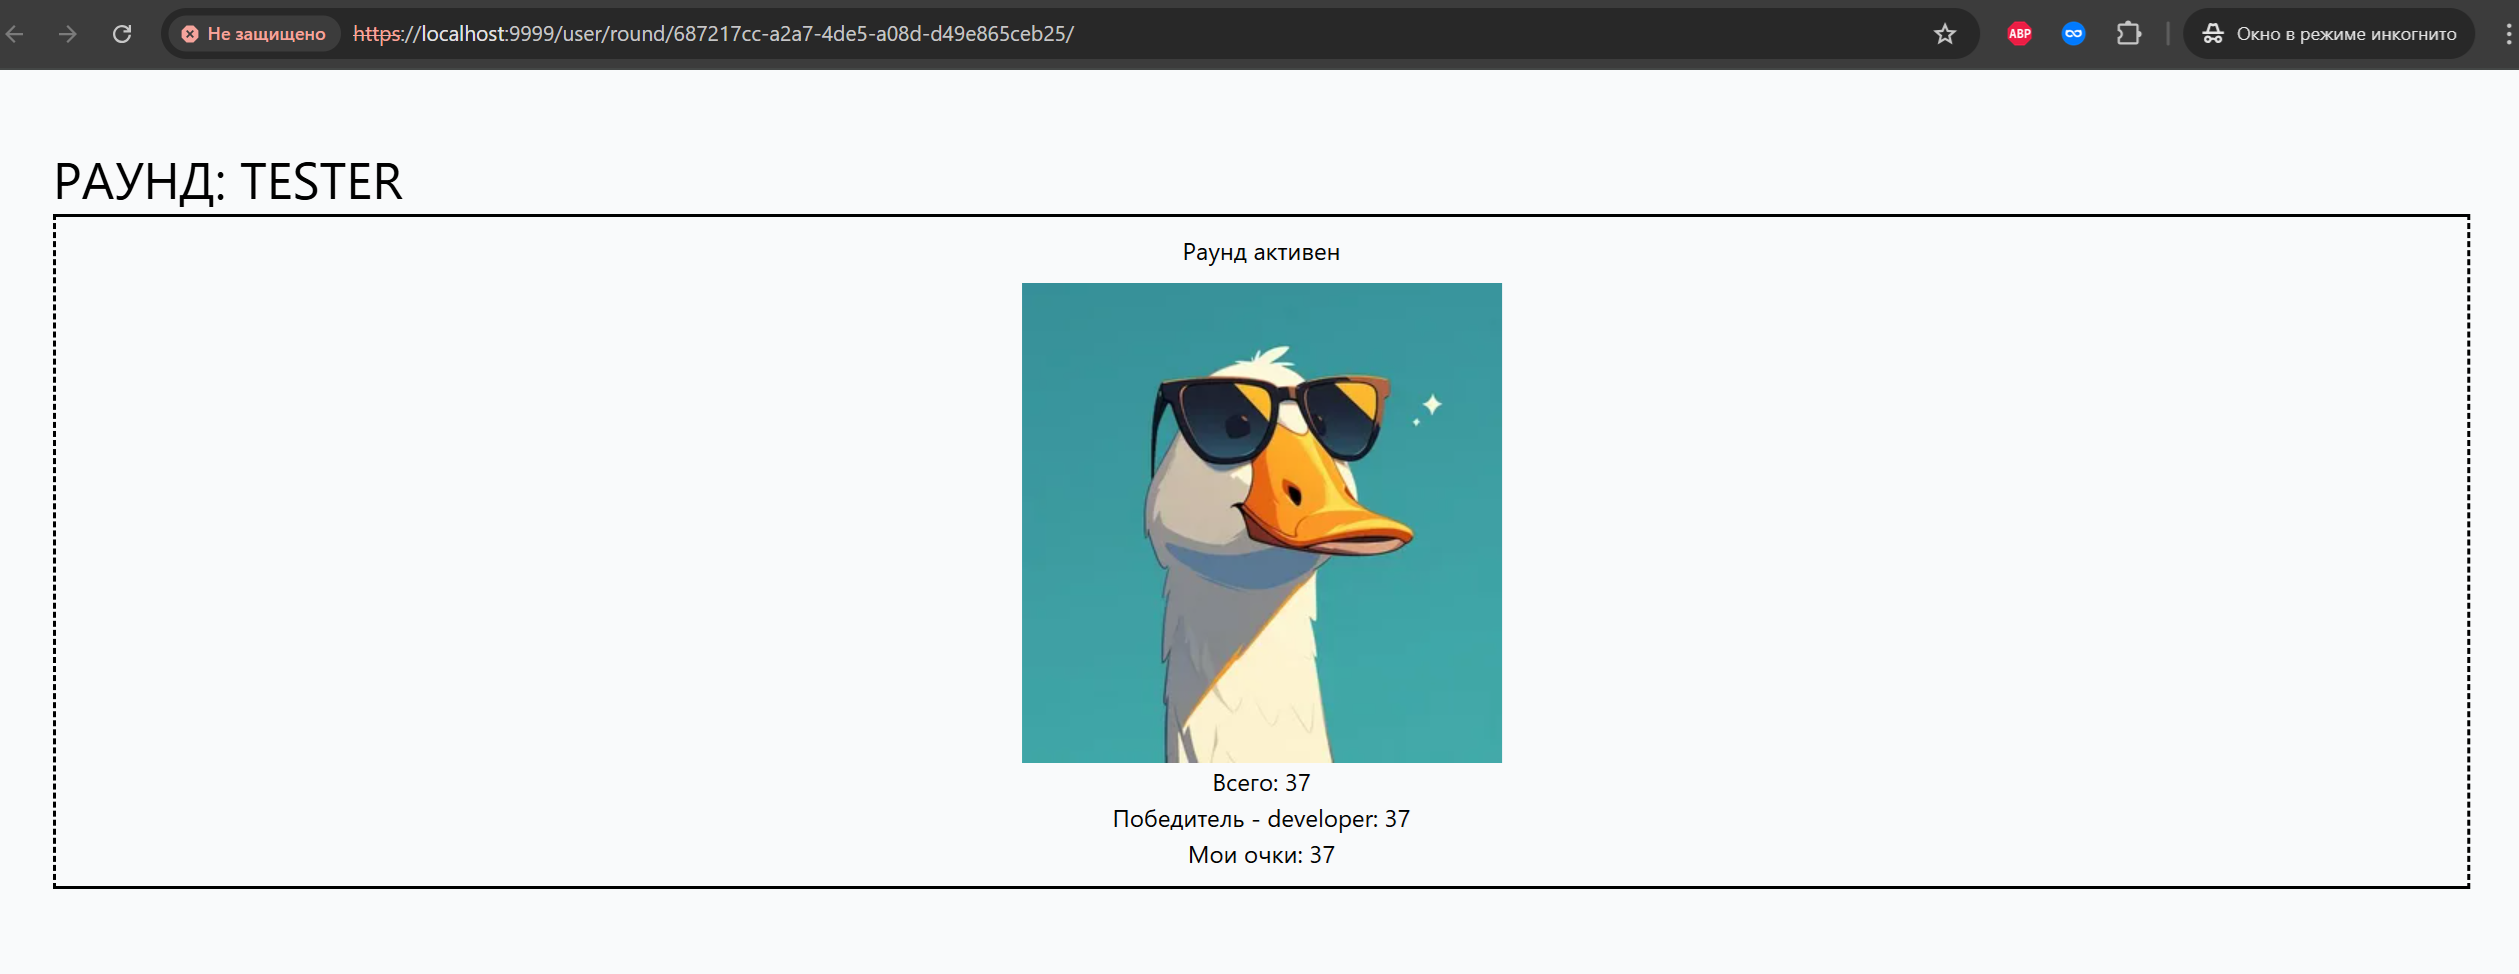 Не защищено
https://localhost:9999/user/round/687217cc-a2a7-4de5-a08d-d49e865ceb25/
ABP
Окно в режиме инкогнито
РАУНД: TESTER
Раунд активен
Всего: 37
Победитель - developer: 37
Мои очки: 37